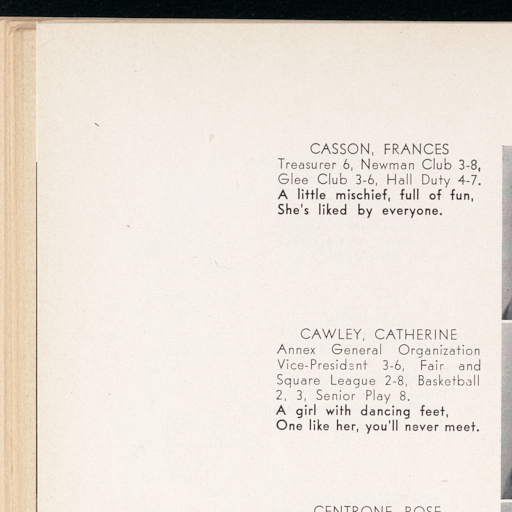 CASSON, FRANCES
Treasurer 6, Newman Club 3-8,
Glee Club 3-6, Hall Duty 4-7.
A little mischief, full of fun,
She's liked by everyone.
CAWLEY, CATHERINE
Annex General Organization
Vice-President 3-6, Fair and
Square League 2-8, Basketball
2, 3, Senior Play 8.
A girl with dancing feet,
One like her, you'll never meet.
CENTRONE, ROSE